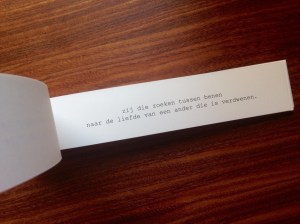 zij die zoeken tussen benen
naar de liefde van een ander die is verdwenen.